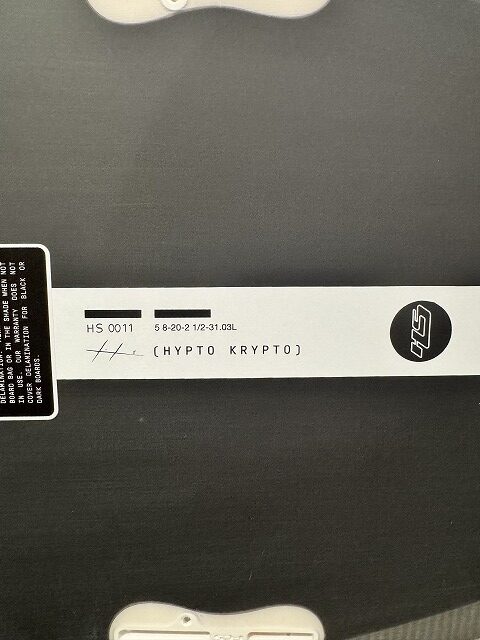 HS 0011
5 8-20-2 1/2-31.03L
(HYPTO KRYPTO)
HS
BOARD BAG OR IN THE SHADE WHEN NOT
IN USE. OUR WARRANTY DOES NOT
COVER DELAMINATION FOR BLACK OR
DARK BOARDS.